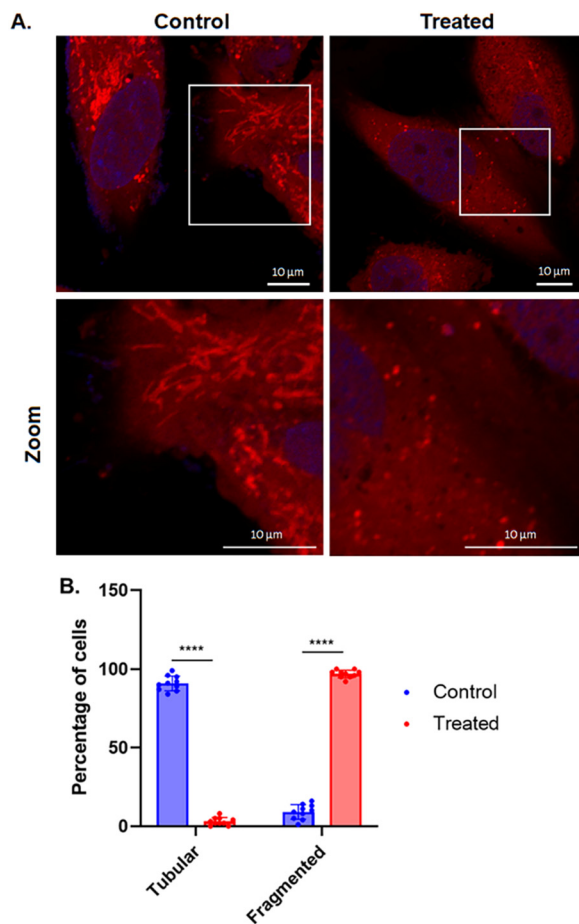 A.
Control Treated
10 µm 10 µm
Zoom
10 µm 10 µm
B.
Percentage of cells
150
100
50
0
**** ****
Control
Treated
Tubular Fragmented